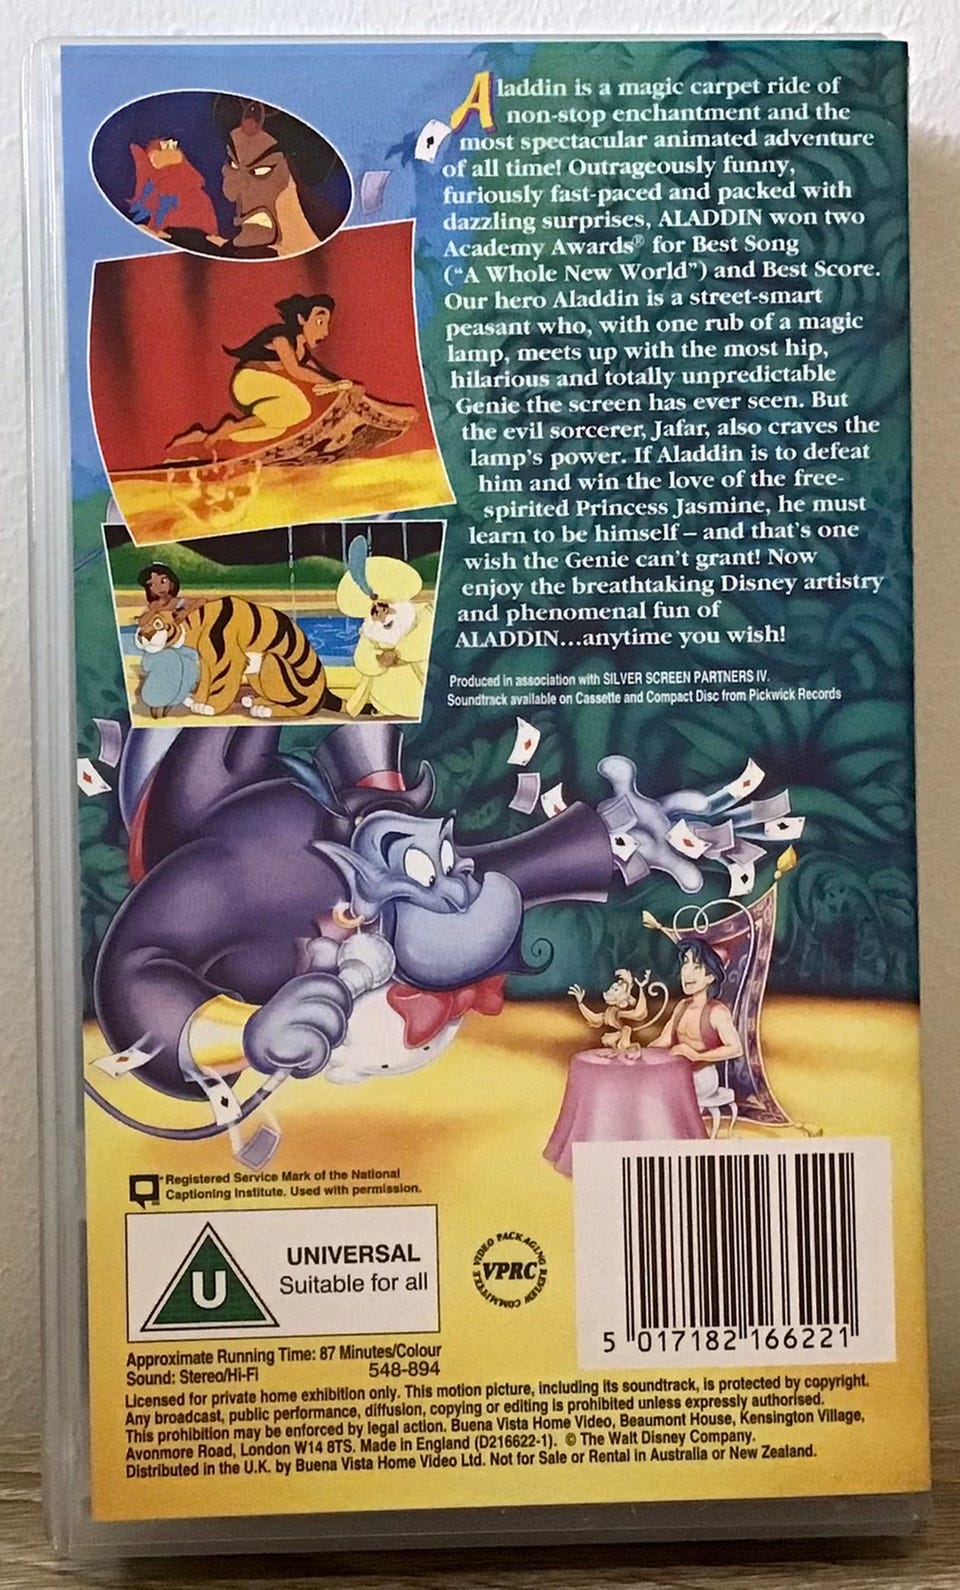 Aladdin is a magic carpet ride of
non-stop enchantment and the
most spectacular animated adventure
of all time! Outrageously funny,
furiously fast-paced and packed with
dazzling surprises, ALADDIN won two
Academy Awards® for Best Song
(“A Whole New World”) and Best Score.
Our hero Aladdin is a street-smart
peasant who, with one rub of a magic
lamp, meets up with the most hip,
hilarious and totally unpredictable
Genie the screen has ever seen. But
the evil sorcerer, Jafar, also craves the
lamp's power. If Aladdin is to defeat
him and win the love of the free-
spirited Princess Jasmine, he must
learn to be himself – and that's one
wish the Genie can't grant! Now
enjoy the breathtaking Disney artistry
and phenomenal fun of
ALADDIN...anytime you wish!
Produced in association with SILVER SCREEN PARTNERS IV.
Soundtrack available on Cassette and Compact Disc from Pickwick Records
Registered Service Mark of the National
Captioning Institute. Used with permission.
U
UNIVERSAL
Suitable for all
VIDEO PACKAGING REVIEW COMMITTEE
VPRC
5 017182 166221
Approximate Running Time: 87 Minutes/Colour
Sound: Stereo/Hi-Fi 548-894
Licensed for private home exhibition only. This motion picture, including its soundtrack, is protected by copyright.
Any broadcast, public performance, diffusion, copying or editing is prohibited unless expressly authorised.
This prohibition may be enforced by legal action. Buena Vista Home Video, Beaumont House, Kensington Village,
Avonmore Road, London W14 8TS. Made in England (D216622-1). © The Walt Disney Company.
Distributed in the U.K. by Buena Vista Home Video Ltd. Not for Sale or Rental in Australia or New Zealand.